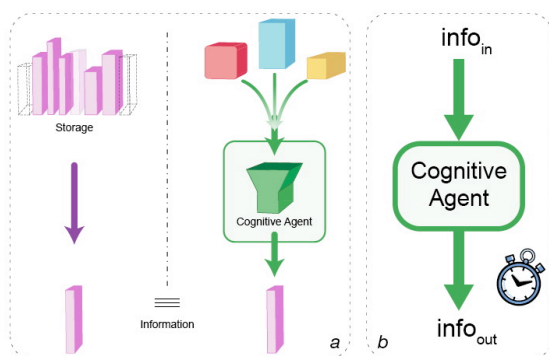 Storage
Cognitive Agent
Information
a
info_in
Cognitive
Agent
info_out
b